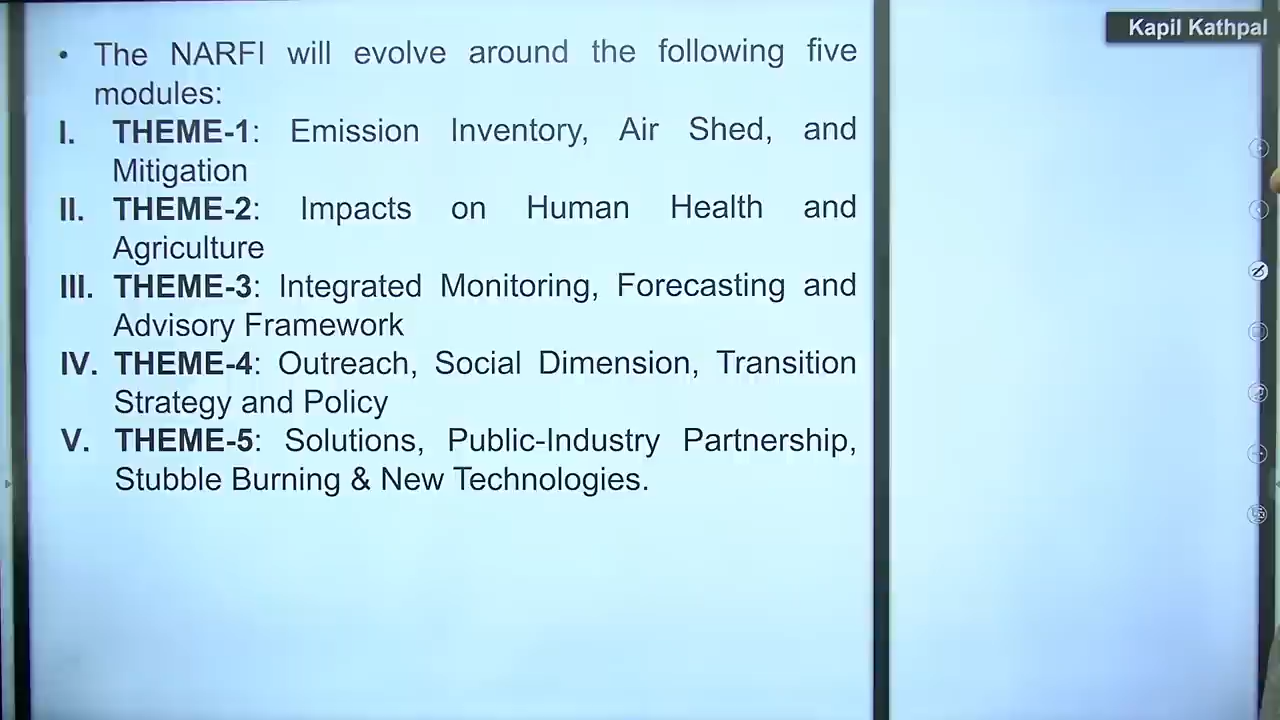 Kapil Kathpal
• The NARFI will evolve around the following five
modules:
I. THEME-1: Emission Inventory, Air Shed, and
Mitigation
II. THEME-2: Impacts on Human Health and
Agriculture
III. THEME-3: Integrated Monitoring, Forecasting and
Advisory Framework
IV. THEME-4: Outreach, Social Dimension, Transition
Strategy and Policy
V. THEME-5: Solutions, Public-Industry Partnership,
Stubble Burning & New Technologies.